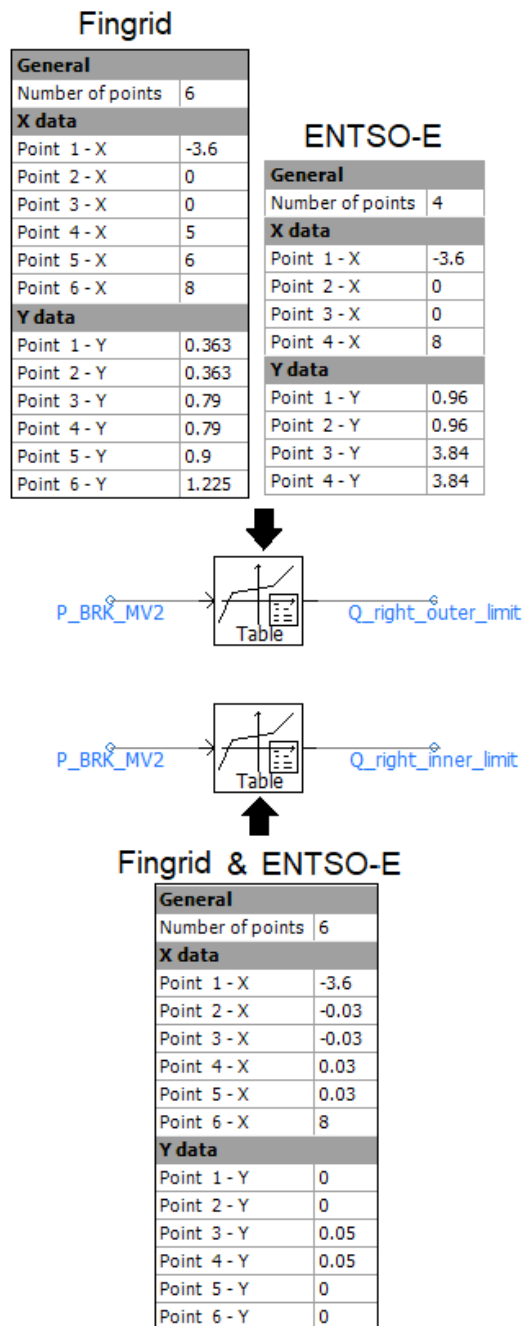 Fingrid
General
Number of points 6
X data
Point 1 - X -3.6
Point 2 - X 0
Point 3 - X 0
Point 4 - X 5
Point 5 - X 6
Point 6 - X 8
Y data
Point 1 - Y 0.363
Point 2 - Y 0.363
Point 3 - Y 0.79
Point 4 - Y 0.79
Point 5 - Y 0.9
Point 6 - Y 1.225
ENTSO-E
General
Number of points 4
X data
Point 1 - X -3.6
Point 2 - X 0
Point 3 - X 0
Point 4 - X 8
Y data
Point 1 - Y 0.96
Point 2 - Y 0.96
Point 3 - Y 3.84
Point 4 - Y 3.84
P_BRK_MV2 Table Q_right_outer_limit
P_BRK_MV2 Table Q_right_inner_limit
Fingrid & ENTSO-E
General
Number of points 6
X data
Point 1 - X -3.6
Point 2 - X -0.03
Point 3 - X -0.03
Point 4 - X 0.03
Point 5 - X 0.03
Point 6 - X 8
Y data
Point 1 - Y 0
Point 2 - Y 0
Point 3 - Y 0.05
Point 4 - Y 0.05
Point 5 - Y 0
Point 6 - Y 0